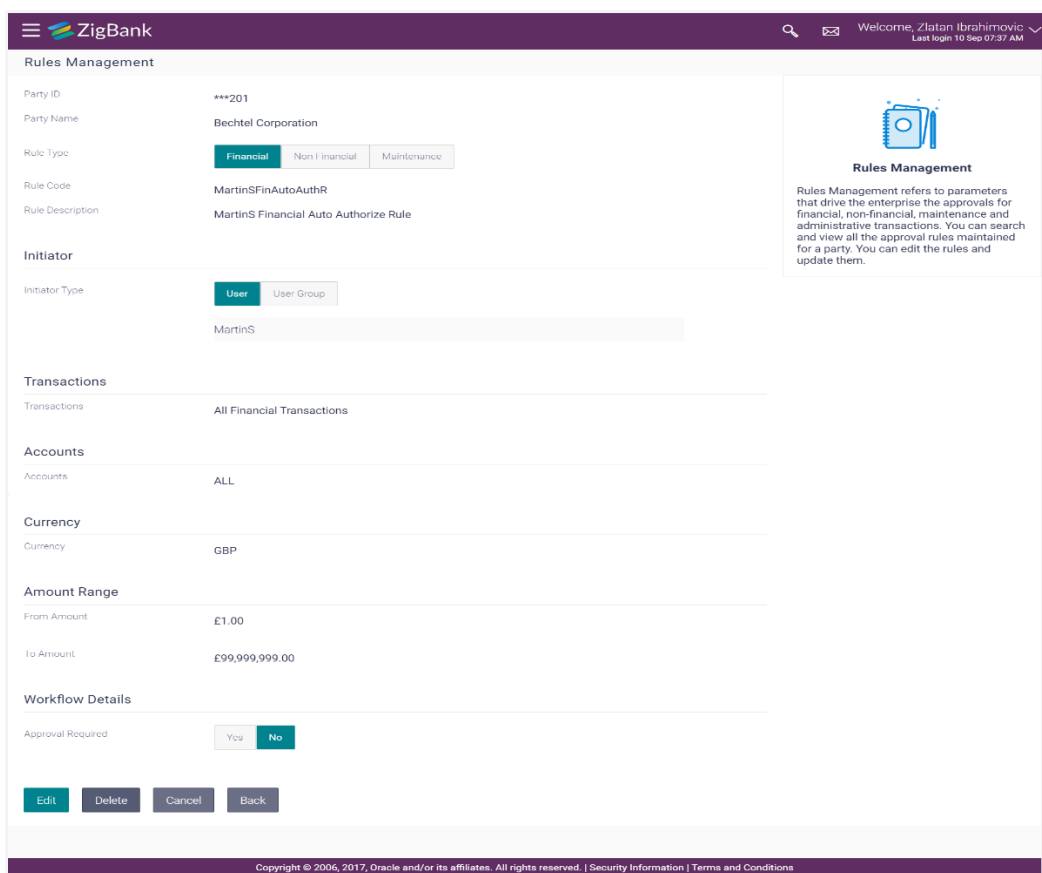 ZigBank
Welcome, Zlatan Ibrahimovic
Last login 10 Sep 07:37 AM
Rules Management
Party ID ***201
Party Name Bechtel Corporation
Rule Type Financial Non Financial Maintenance
Rule Code MartinSFinAutoAuthR
Rule Description MartinS Financial Auto Authorize Rule
Initiator
Initiator Type User User Group
MartinS
Transactions
Transactions All Financial Transactions
Accounts
Accounts ALL
Currency
Currency GBP
Amount Range
From Amount £1.00
To Amount £99,999,999.00
Workflow Details
Approval Required Yes No
Edit Delete Cancel Back
Rules Management
Rules Management refers to parameters
that drive the enterprise the approvals for
financial, non-financial, maintenance and
administrative transactions. You can search
and view all the approval rules maintained
for a party. You can edit the rules and
update them.
Copyright © 2006, 2017, Oracle and/or its affiliates. All rights reserved. | Security Information | Terms and Conditions